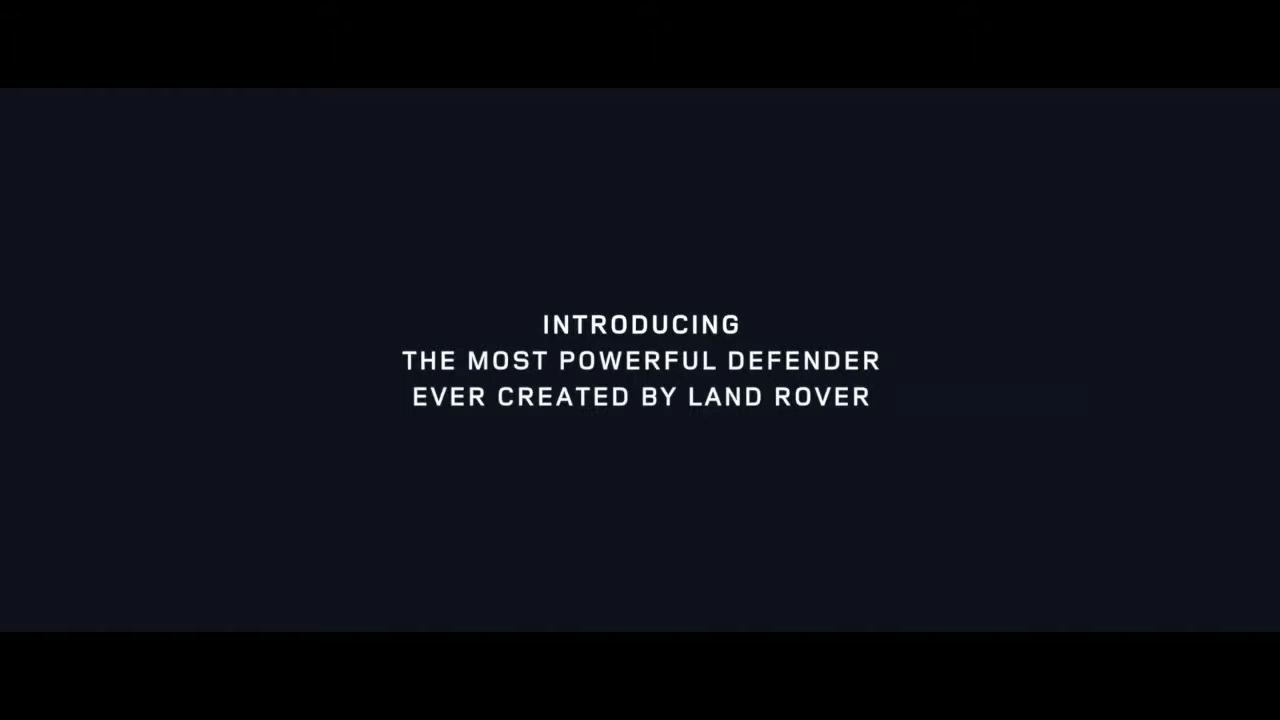 INTRODUCING
THE MOST POWERFUL DEFENDER
EVER CREATED BY LAND ROVER